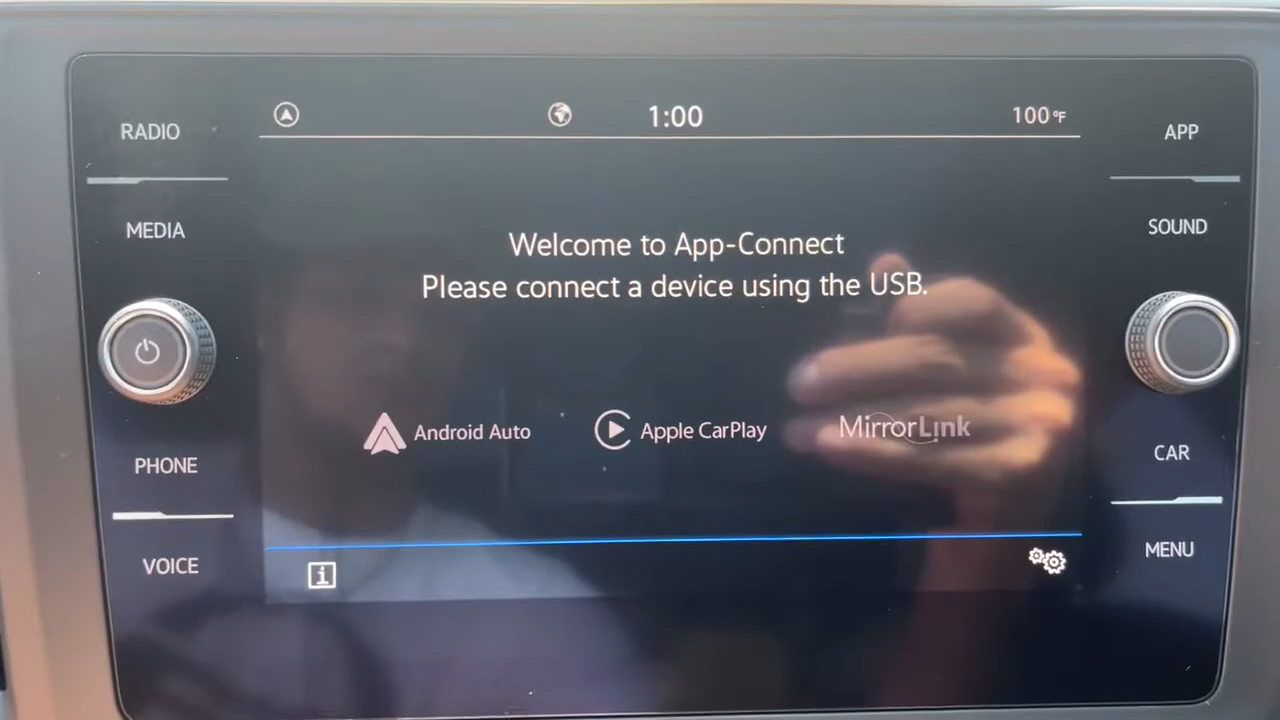 RADIO
MEDIA
PHONE
VOICE
1:00
100°F
Welcome to App-Connect
Please connect a device using the USB.
Android Auto
Apple CarPlay
MirrorLink
i
APP
SOUND
CAR
MENU